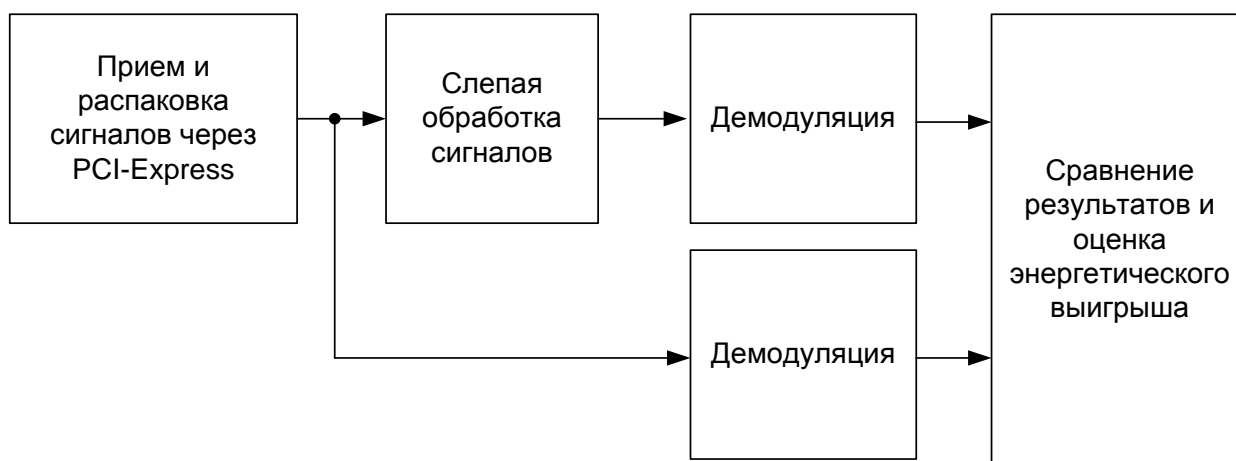 Прием и
распаковка
сигналов через
PCI-Express
Слепая
обработка
сигналов
Демодуляция
Демодуляция
Сравнение
результатов и
оценка
энергетического
выигрыша